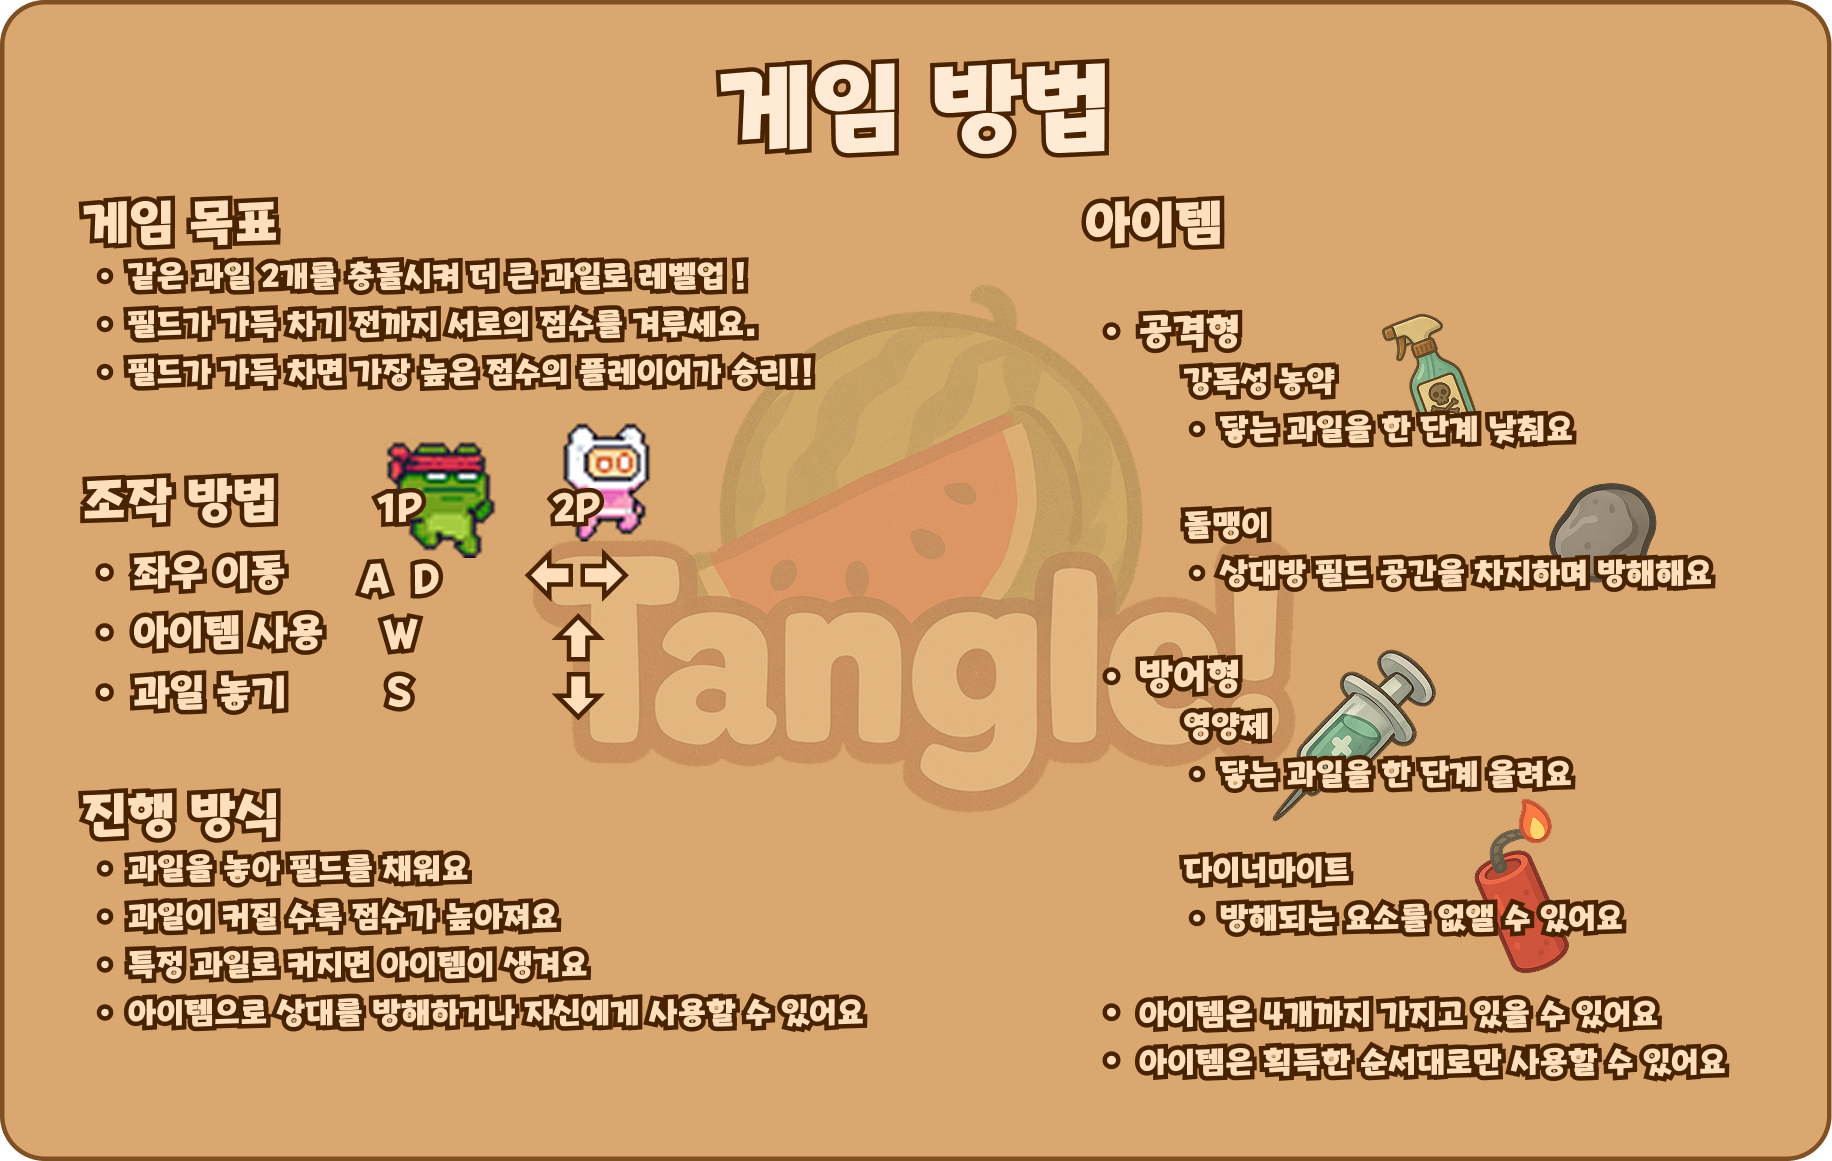 게임 방법
게임 목표
같은 과일 2개를 충돌시켜 더 큰 과일로 레벨업 !
필드가 가득 차기 전까지 서로의 점수를 겨루세요.
필드가 가득 차면 가장 높은 점수의 플레이어가 승리!!
조작 방법 1P 2P
좌우 이동 A D ← →
아이템 사용 W ↑
과일 놓기 S ↓
진행 방식
과일을 놓아 필드를 채워요
과일이 커질 수록 점수가 높아져요
특정 과일로 커지면 아이템이 생겨요
아이템으로 상대를 방해하거나 자신에게 사용할 수 있어요
Tangle!
아이템
공격형
강독성 농약
닿는 과일을 한 단계 낮춰요
돌맹이
상대방 필드 공간을 차지하며 방해해요
방어형
영양제
닿는 과일을 한 단계 올려요
다이너마이트
방해되는 요소를 없앨 수 있어요
아이템은 4개까지 가지고 있을 수 있어요
아이템은 획득한 순서대로만 사용할 수 있어요